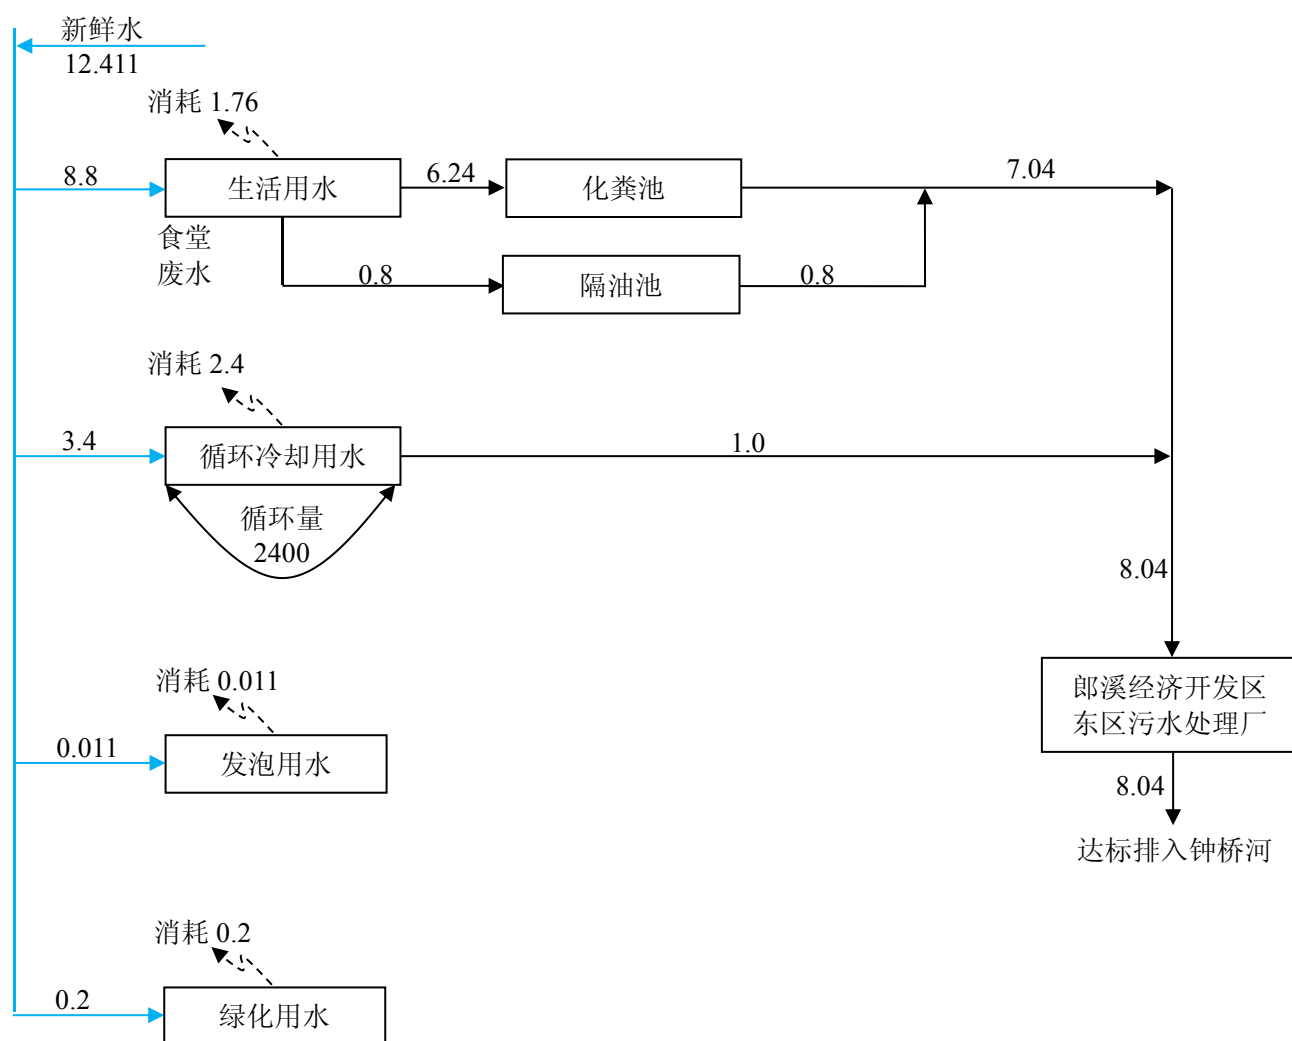 新鲜水
12.411
消耗 1.76
8.8
生活用水
6.24
化粪池
7.04
食堂
废水
0.8
隔油池
0.8
消耗 2.4
3.4
循环冷却用水
1.0
循环量
2400
8.04
消耗 0.011
0.011
发泡用水
郎溪经济开发区
东区污水处理厂
8.04
达标排入钟桥河
消耗 0.2
0.2
绿化用水